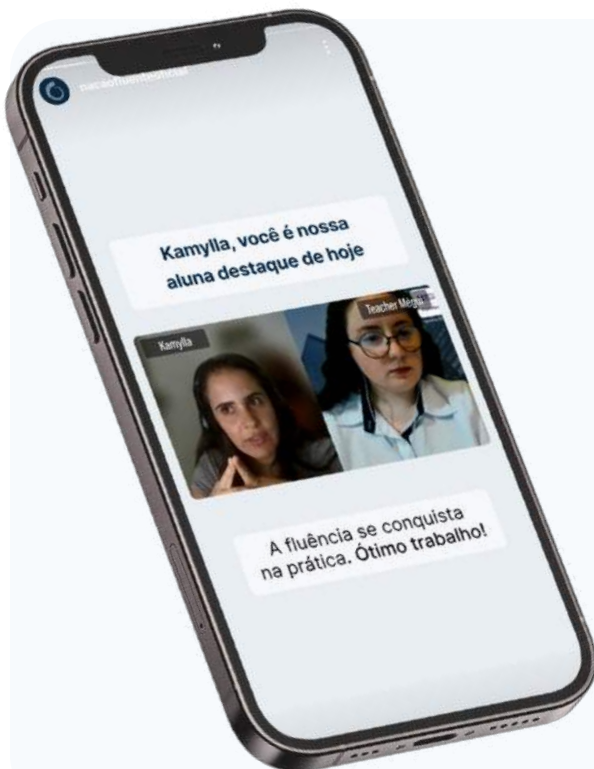 Kamylla, você é nossa
aluna destaque de hoje
Kamylla
Teacher Mégui
A fluência se conquista
na prática. Ótimo trabalho!